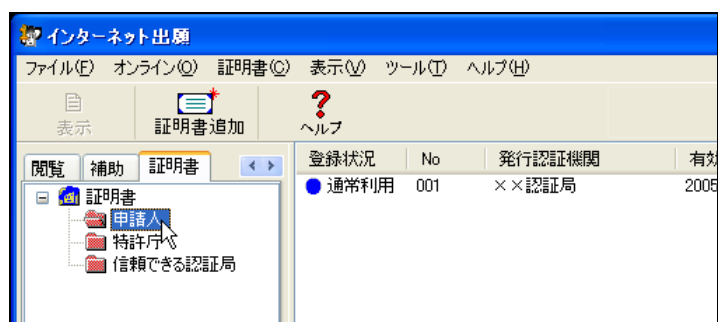 インターネット出願
ファイル(F) オンライン(O) 証明書(C) 表示(V) ツール(T) ヘルプ(H)
表示 証明書追加 ヘルプ
閲覧 補助 証明書
登録状況 No 発行認証機関 有効
通常利用 001 ××認証局 2005
証明書
申請人
特許庁
信頼できる認証局